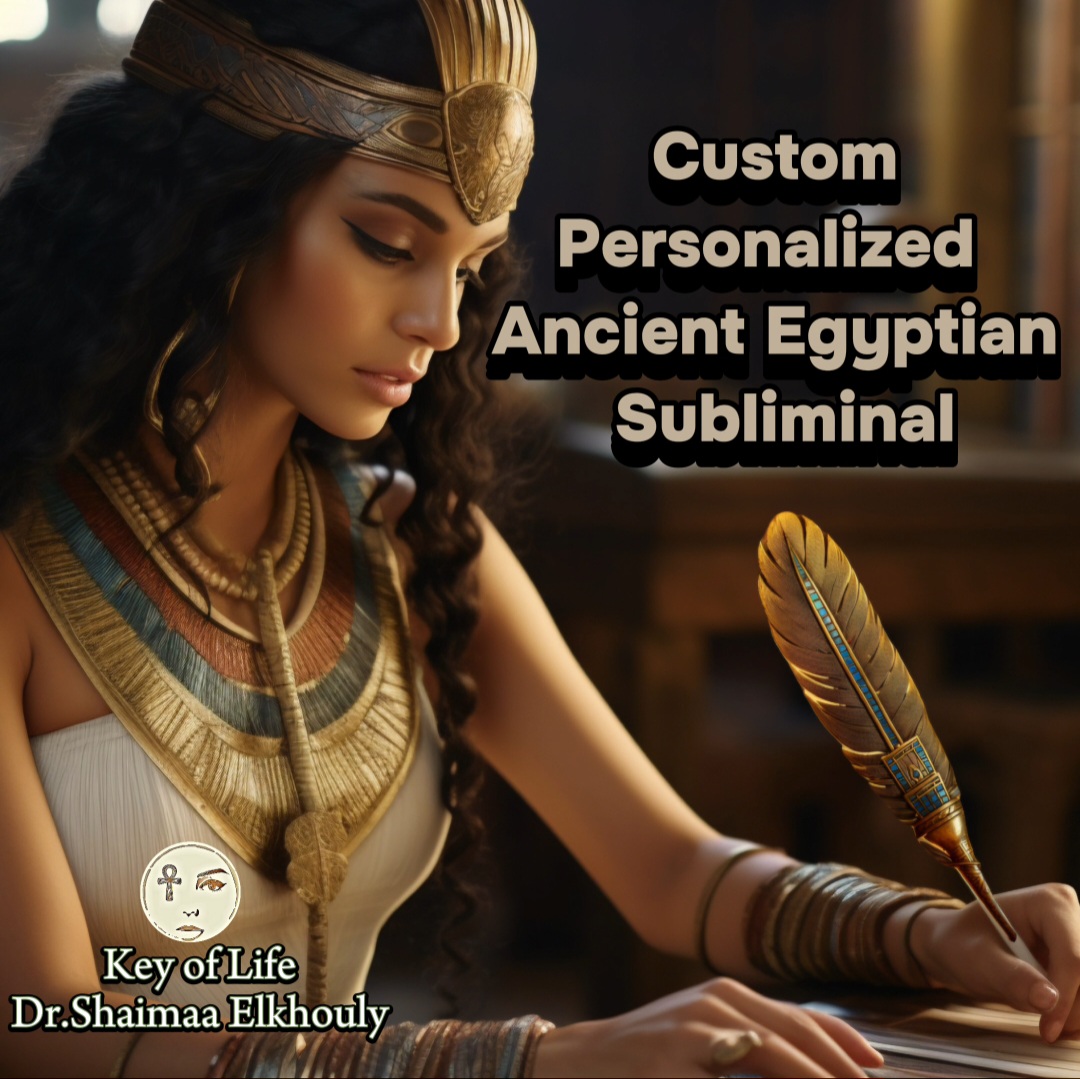 Custom
Personalized
Ancient Egyptian
Subliminal
Key of Life
Dr.Shaimaa Elkhouly